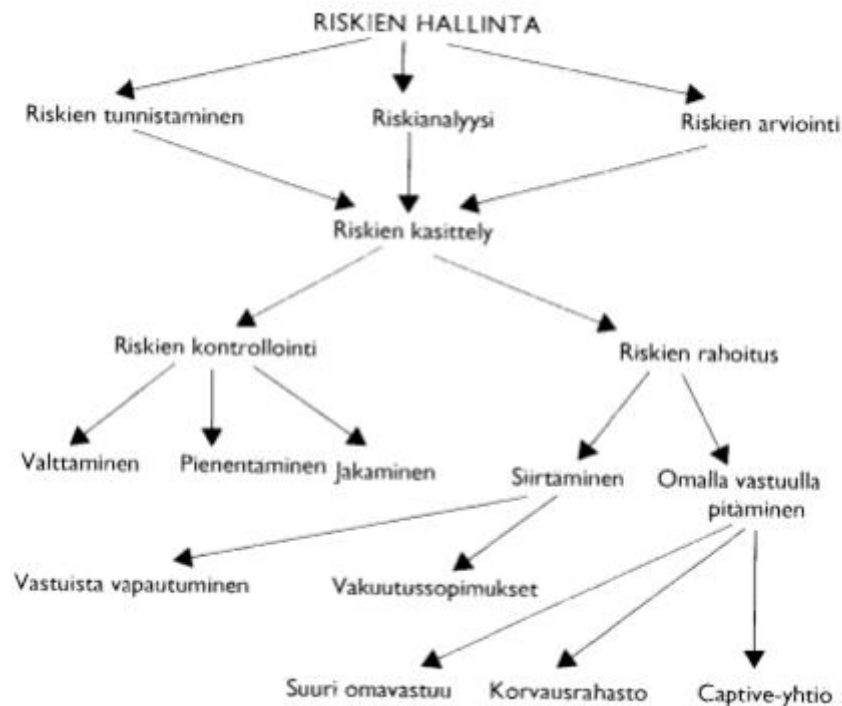 RISKIEN HALLINTA
Riskien tunnistaminen
Riskianalyysi
Riskien arviointi
Riskien kasittely
Riskien kontrollointi
Riskien rahoitus
Valttaminen
Pienentaminen
Jakaminen
Siirtaminen
Omalla vastuulla
pitaminen
Vastuista vapautuminen
Vakuutussopimukset
Suuri omavastuu
Korvausrahasto
Captive-yhtio